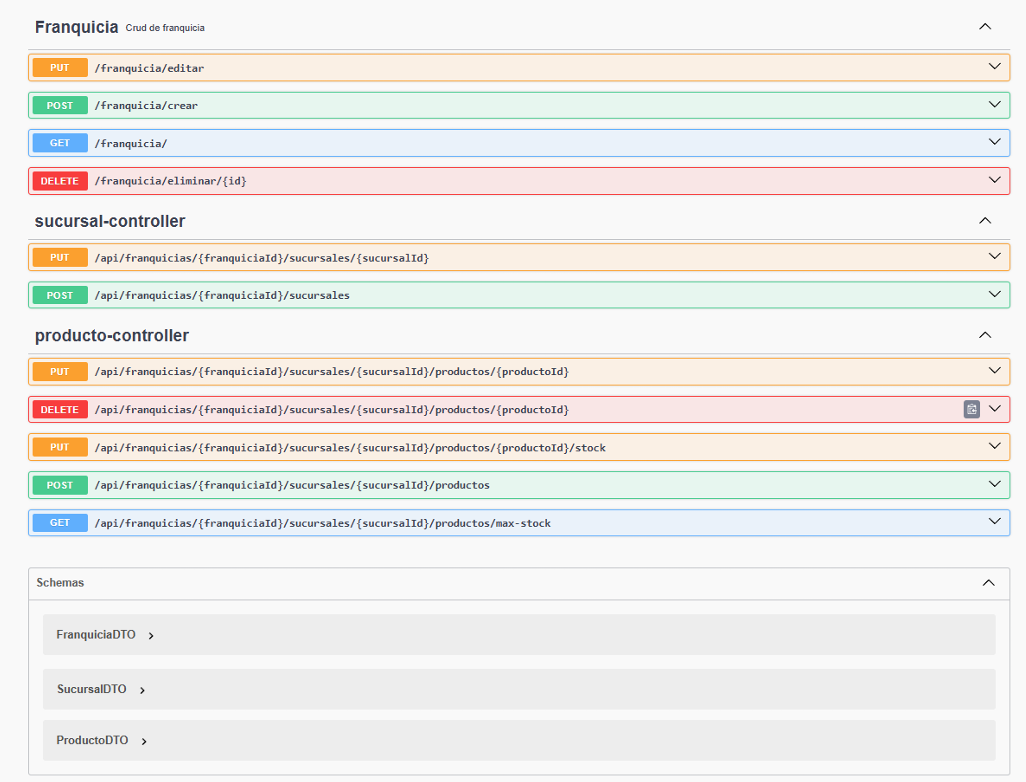 Franquicia Crud de franquicia
PUT /franquicia/editar
POST /franquicia/crear
GET /franquicia/
DELETE /franquicia/eliminar/{id}
sucursal-controller
PUT /api/franquicias/{franquiciaId}/sucursales/{sucursalId}
POST /api/franquicias/{franquiciaId}/sucursales
producto-controller
PUT /api/franquicias/{franquiciaId}/sucursales/{sucursalId}/productos/{productoId}
DELETE /api/franquicias/{franquiciaId}/sucursales/{sucursalId}/productos/{productoId}
PUT /api/franquicias/{franquiciaId}/sucursales/{sucursalId}/productos/{productoId}/stock
POST /api/franquicias/{franquiciaId}/sucursales/{sucursalId}/productos
GET /api/franquicias/{franquiciaId}/sucursales/{sucursalId}/productos/max-stock
Schemas
FranquiciaDTO
SucursalDTO
ProductoDTO